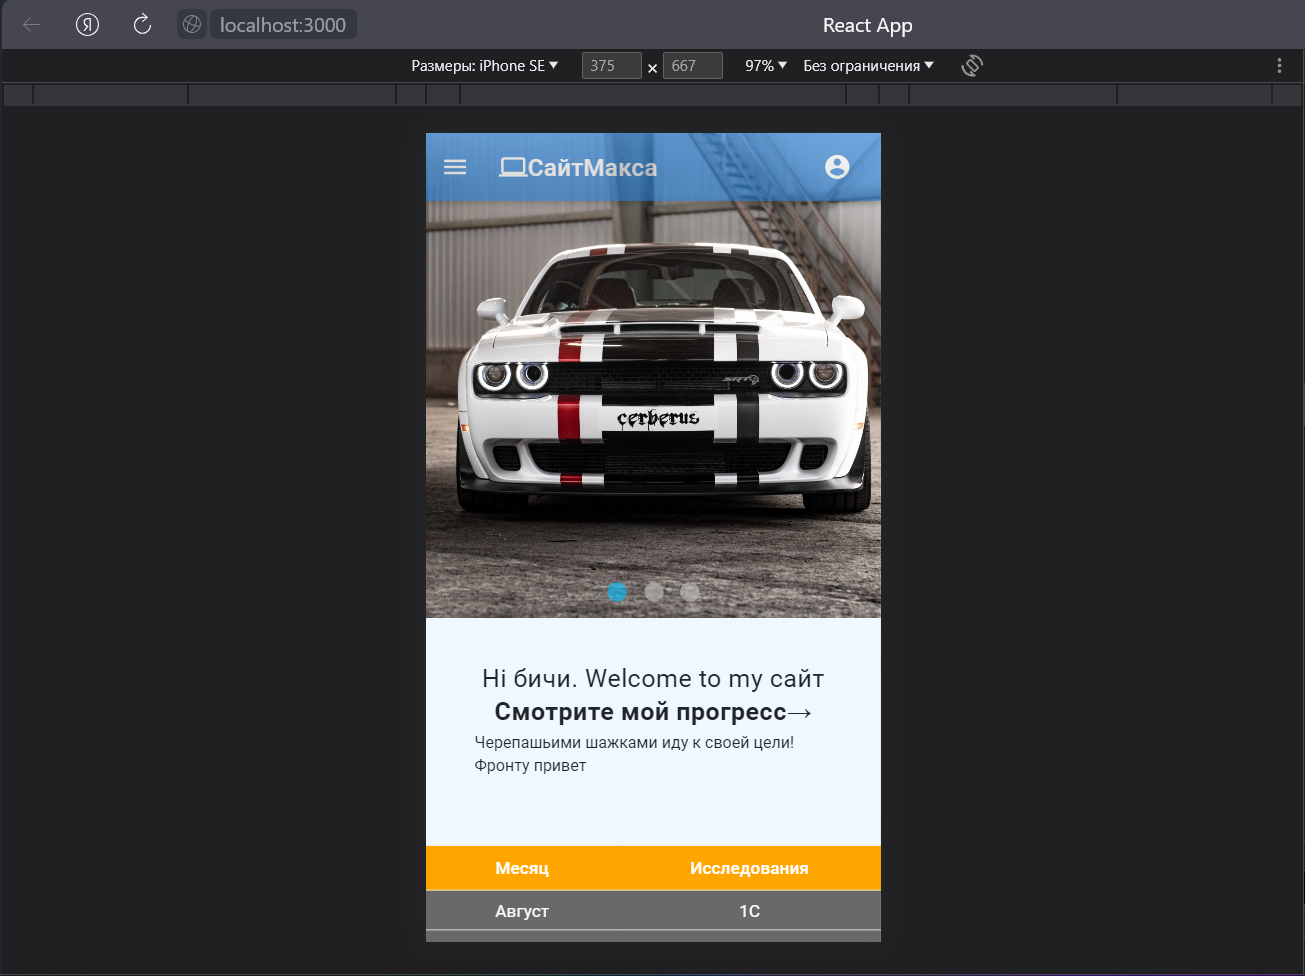 localhost:3000
React App
Размеры: iPhone SE
375 × 667
97%
Без ограничения
СайтМакса
SRT
cerberus
Hi бичи. Welcome to my сайт
Смотрите мой прогресс→
Черепашьими шажками иду к своей цели!
Фронту привет
Месяц Исследования
Август 1С